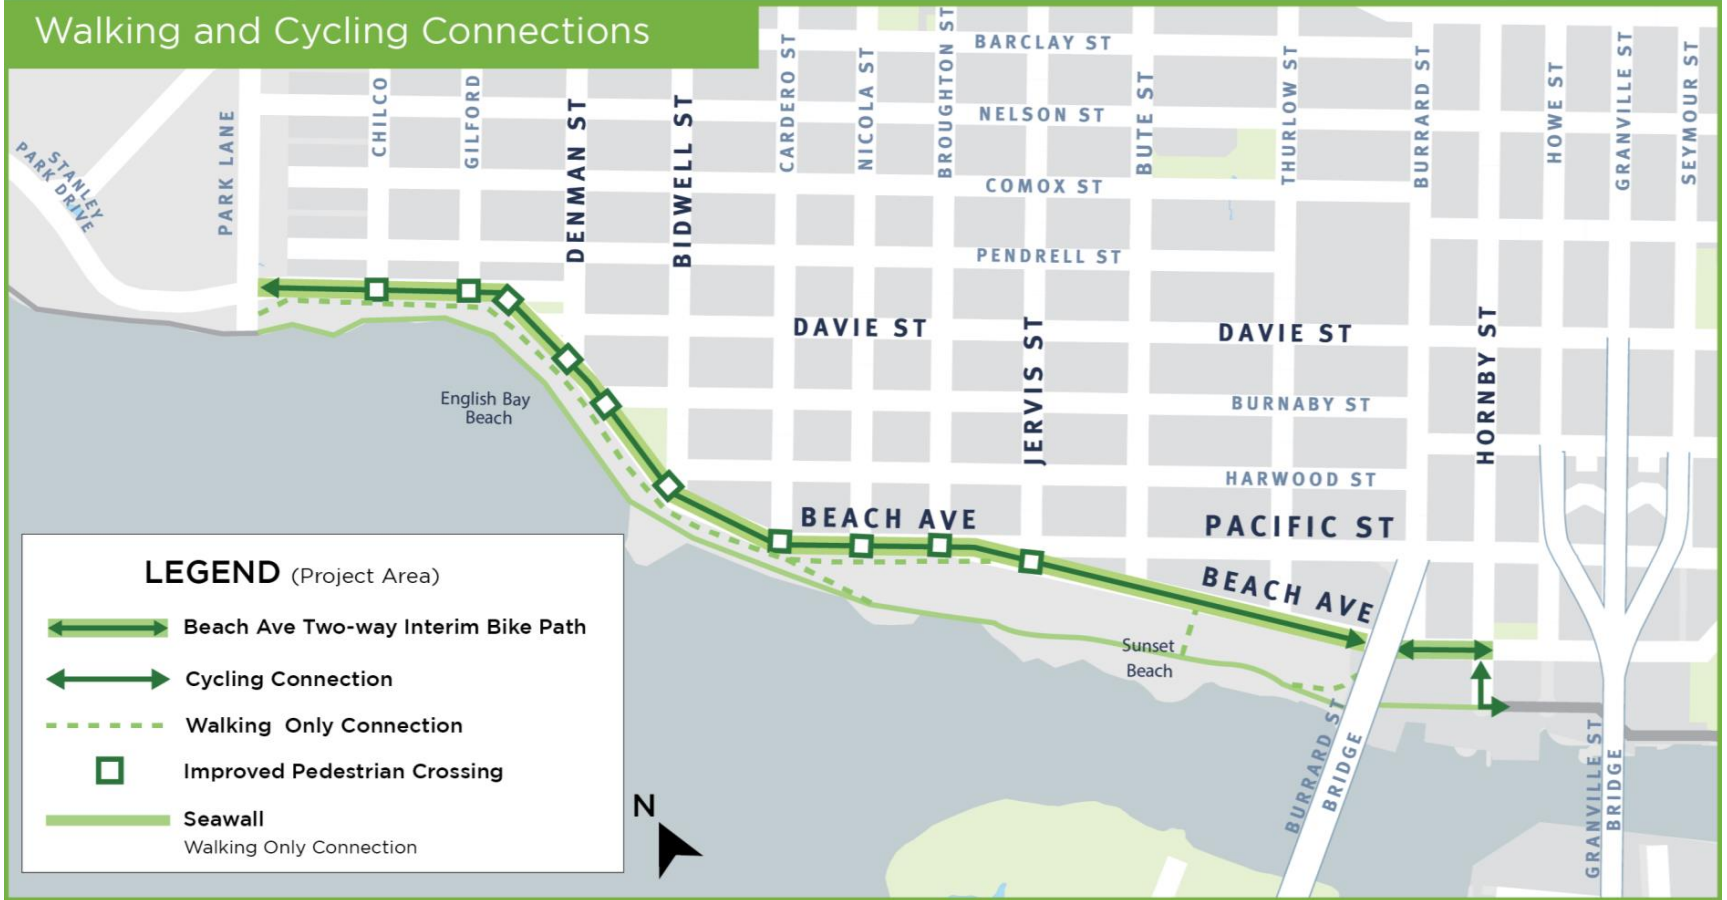 Walking and Cycling Connections
BARCLAY ST
NELSON ST
COMOX ST
PENDRELL ST
DAVIE ST
DAVIE ST
BURNABY ST
HARWOOD ST
BEACH AVE
PACIFIC ST
BEACH AVE
STANLEY
PARK DRIVE
PARK LANE
CHILCO
GILFORD
DENMAN ST
BIDWELL ST
CARDERO ST
NICOLA ST
BROUGHTON ST
JERVIS ST
BUTE ST
THURLOW ST
BURRARD ST
HORNBY ST
HOWE ST
GRANVILLE ST
SEYMOUR ST
English Bay
Beach
Sunset
Beach
BURRARD ST
BRIDGE
GRANVILLE ST
BRIDGE
LEGEND (Project Area)
Beach Ave Two-way Interim Bike Path
Cycling Connection
Walking Only Connection
Improved Pedestrian Crossing
Seawall
Walking Only Connection
N